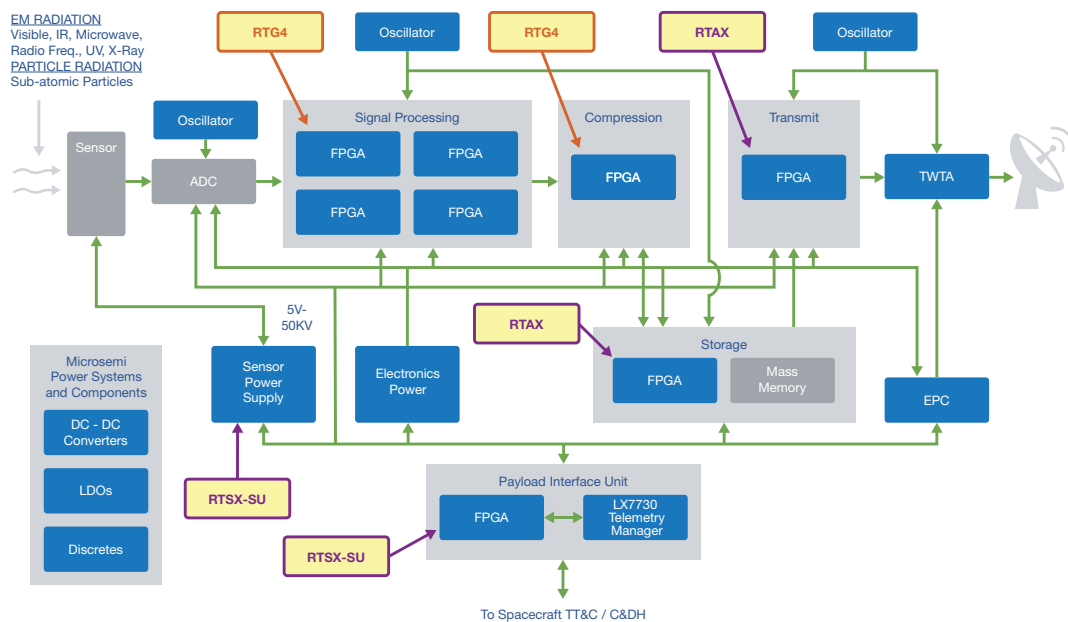 EM RADIATION
Visible, IR, Microwave,
Radio Freq., UV, X-Ray
PARTICLE RADIATION
Sub-atomic Particles
RTG4
Oscillator
RTG4
RTAX
Oscillator
Sensor
Oscillator
ADC
Signal Processing
FPGA
FPGA
FPGA
FPGA
Compression
FPGA
Transmit
FPGA
TWTA
5V-
50KV
RTAX
Storage
FPGA
Mass
Memory
Microsemi
Power Systems
and Components
DC - DC
Converters
LDOs
Discretes
Sensor
Power
Supply
Electronics
Power
EPC
RTSX-SU
Payload Interface Unit
FPGA
LX7730
Telemetry
Manager
RTSX-SU
To Spacecraft TT&C / C&DH